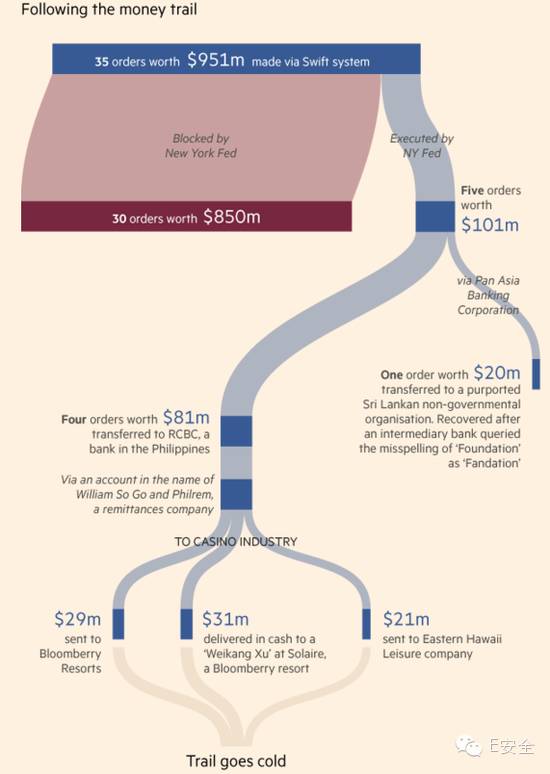 Following the money trail
35 orders worth $951m made via Swift system
Blocked by
New York Fed
Executed by
NY Fed
30 orders worth $850m
Five orders
worth
$101m
via Pan Asia
Banking
Corporation
One order worth $20m
transferred to a purported
Sri Lankan non-governmental
organisation. Recovered after
an intermediary bank queried
the misspelling of ‘Foundation’
as ‘Fandation’
Four orders worth $81m
transferred to RCBC, a
bank in the Philippines
Via an account in the name of
William So Go and Philrem,
a remittances company
TO CASINO INDUSTRY
$29m
sent to
Bloomberry
Resorts
$31m
delivered in cash to a
‘Weikang Xu’ at Solaire,
a Bloomberry resort
$21m
sent to Eastern Hawaii
Leisure company
Trail goes cold
E安全